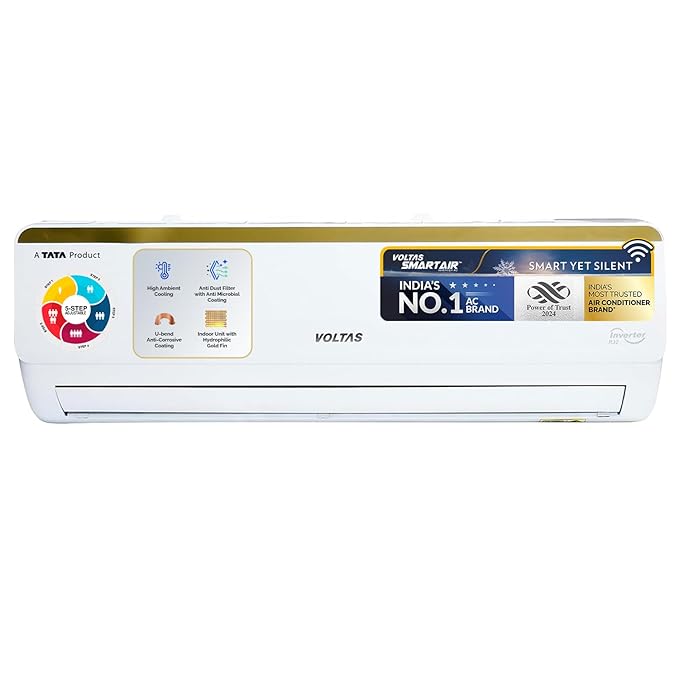 A TATA Product
5-STEP
ADJUSTABLE
High Ambient
Cooling
Anti Dust Filter
with Anti Microbial
Coating
U-bend
Anti-Corrosive
Coating
Indoor Unit with
Hydrophilic
Gold Fin
VOLTAS
VOLTAS
SMARTAIR
SMART YET SILENT
INDIA'S
NO.1 AC
BRAND
Power of Trust
2024
INDIA'S
MOST TRUSTED
AIR CONDITIONER
BRAND*
inverter
R32